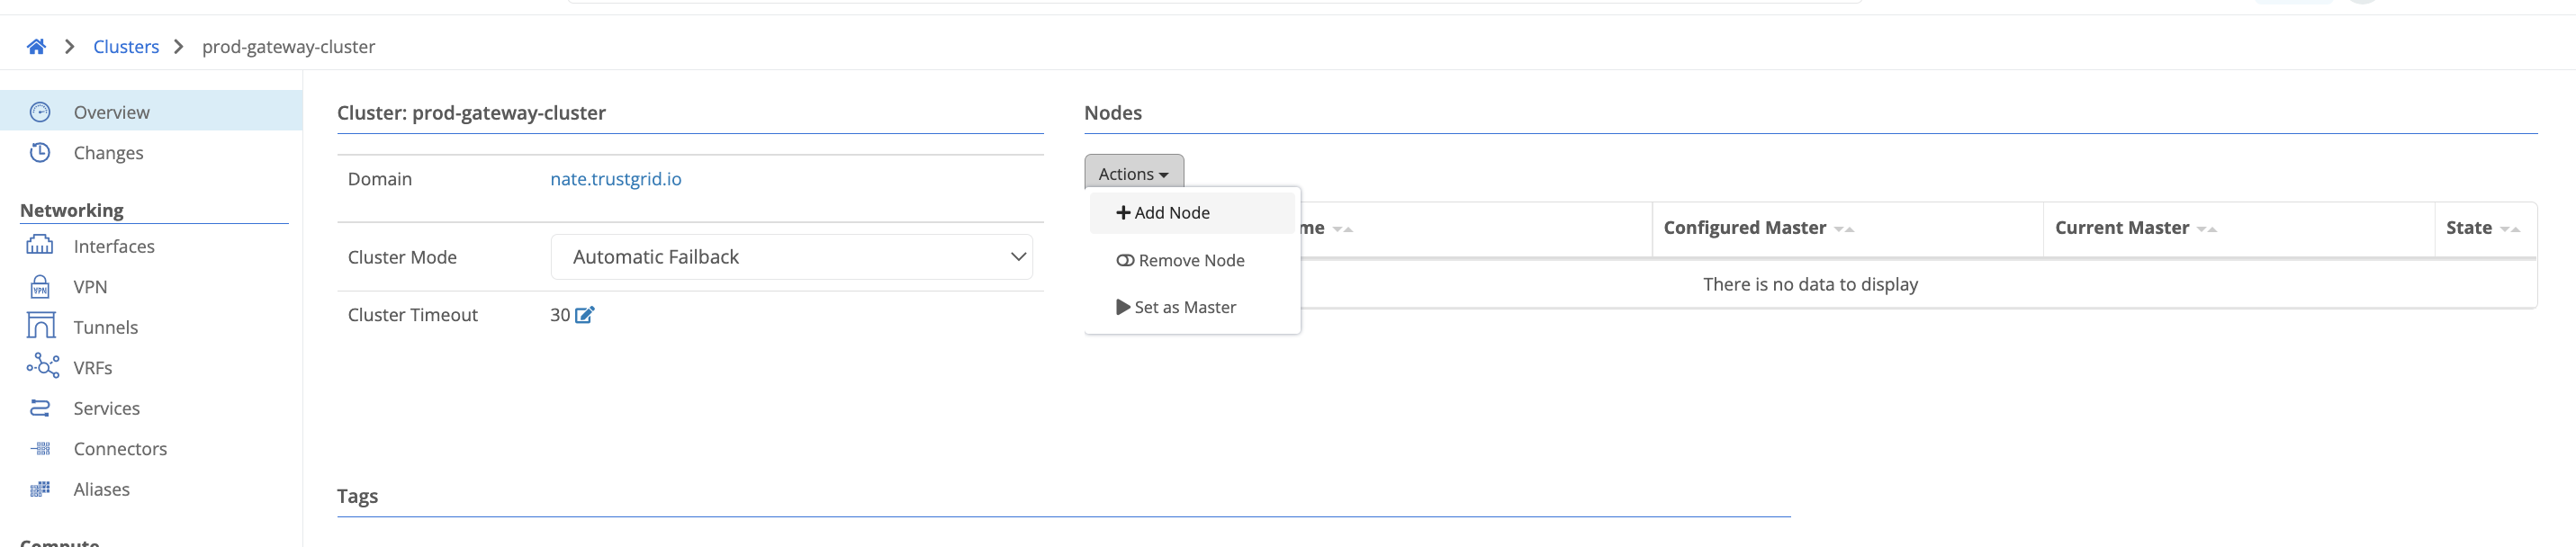 Clusters prod-gateway-cluster
Overview
Changes
Networking
Interfaces
VPN
Tunnels
VRFs
Services
Connectors
Aliases
Cluster: prod-gateway-cluster
Domain nate.trustgrid.io
Cluster Mode Automatic Failback
Cluster Timeout 30
Nodes
Actions
Add Node
Remove Node
Set as Master
me Configured Master Current Master State
There is no data to display
Tags